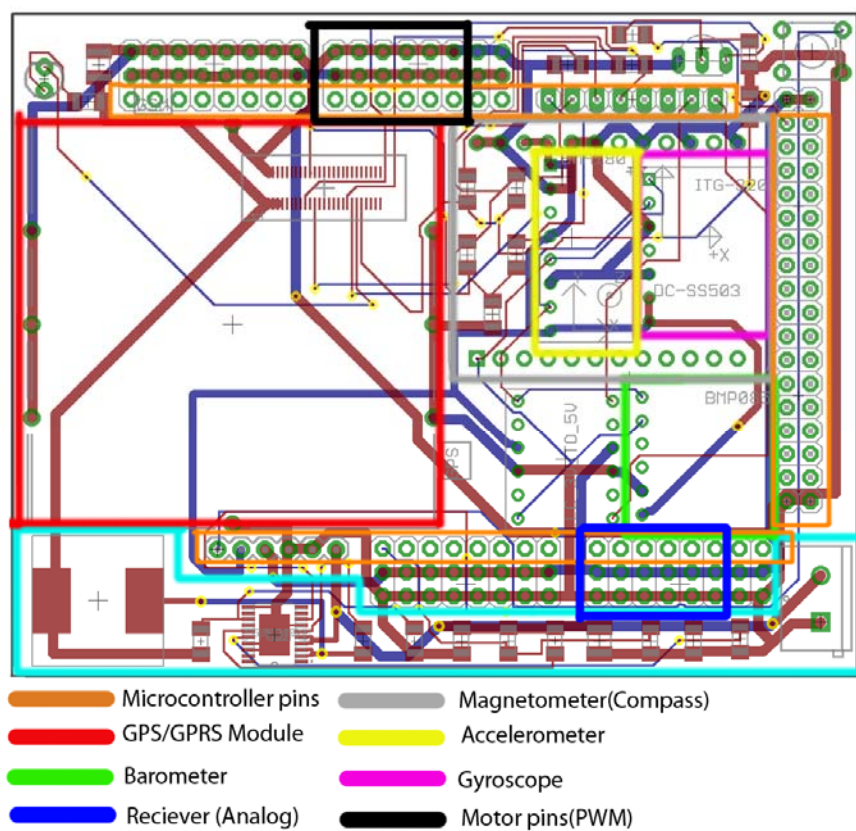 ITG-320
+X
DC-SS503
BMP085
TO_5V
GPS
Microcontroller pins
Magnetometer(Compass)
GPS/GPRS Module
Accelerometer
Barometer
Gyroscope
Reciever (Analog)
Motor pins(PWM)